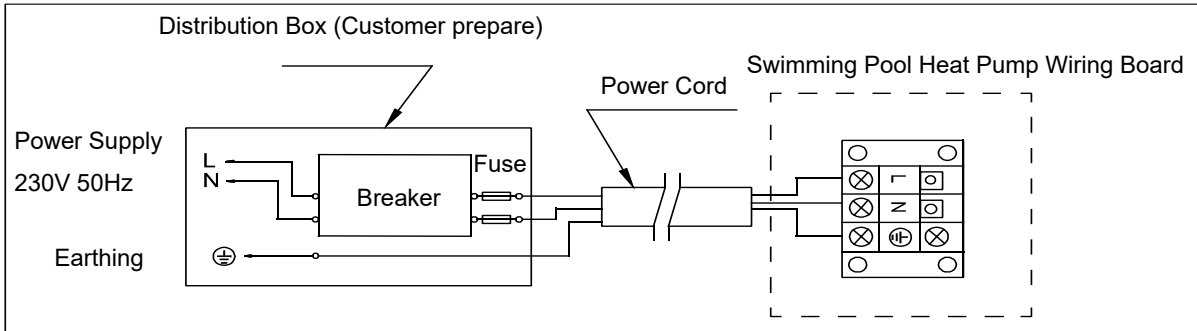 Distribution Box (Customer prepare)
Swimming Pool Heat Pump Wiring Board
Power Cord
Power Supply
230V 50Hz
L
N
Fuse
Breaker
Earthing
L
N